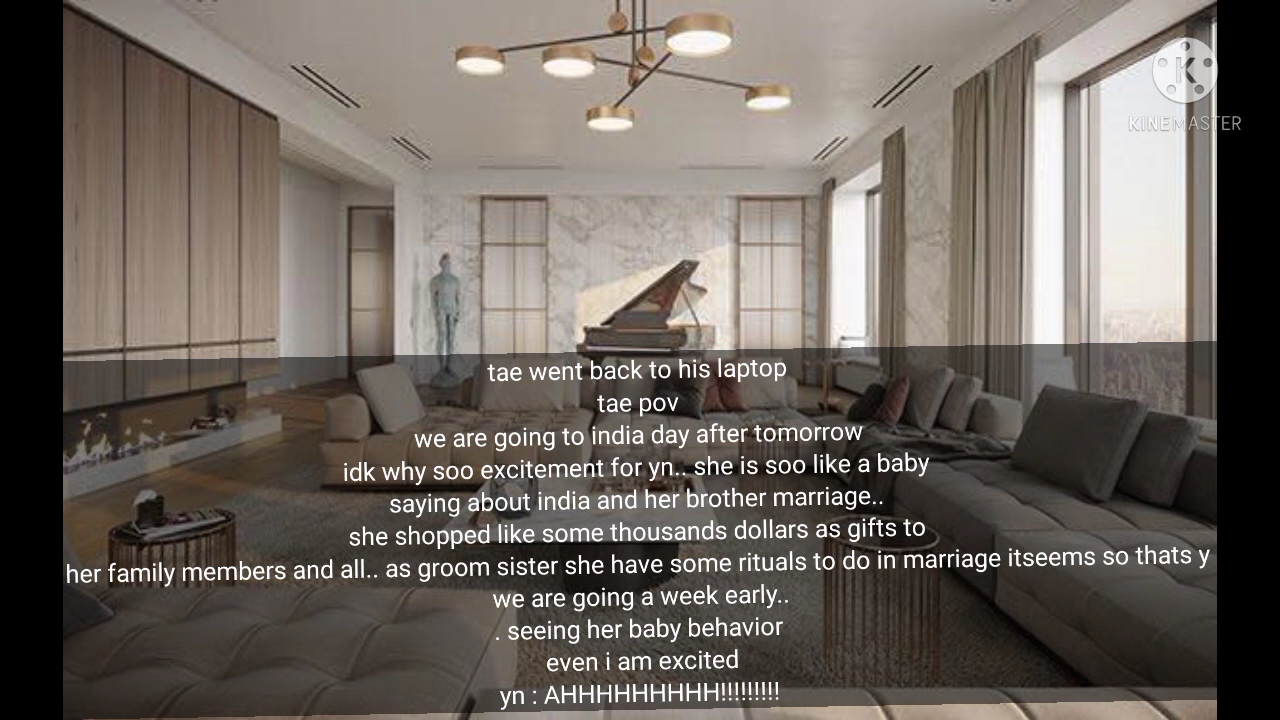 KINEMASTER
tae went back to his laptop
tae pov
we are going to india day after tomorrow
idk why soo excitement for yn.. she is soo like a baby
saying about india and her brother marriage..
she shopped like some thousands dollars as gifts to
her family members and all.. as groom sister she have some rituals to do in marriage itseems so thats y
we are going a week early..
. seeing her baby behavior
even i am excited
yn : AHHHHHHHHHH!!!!!!!!!